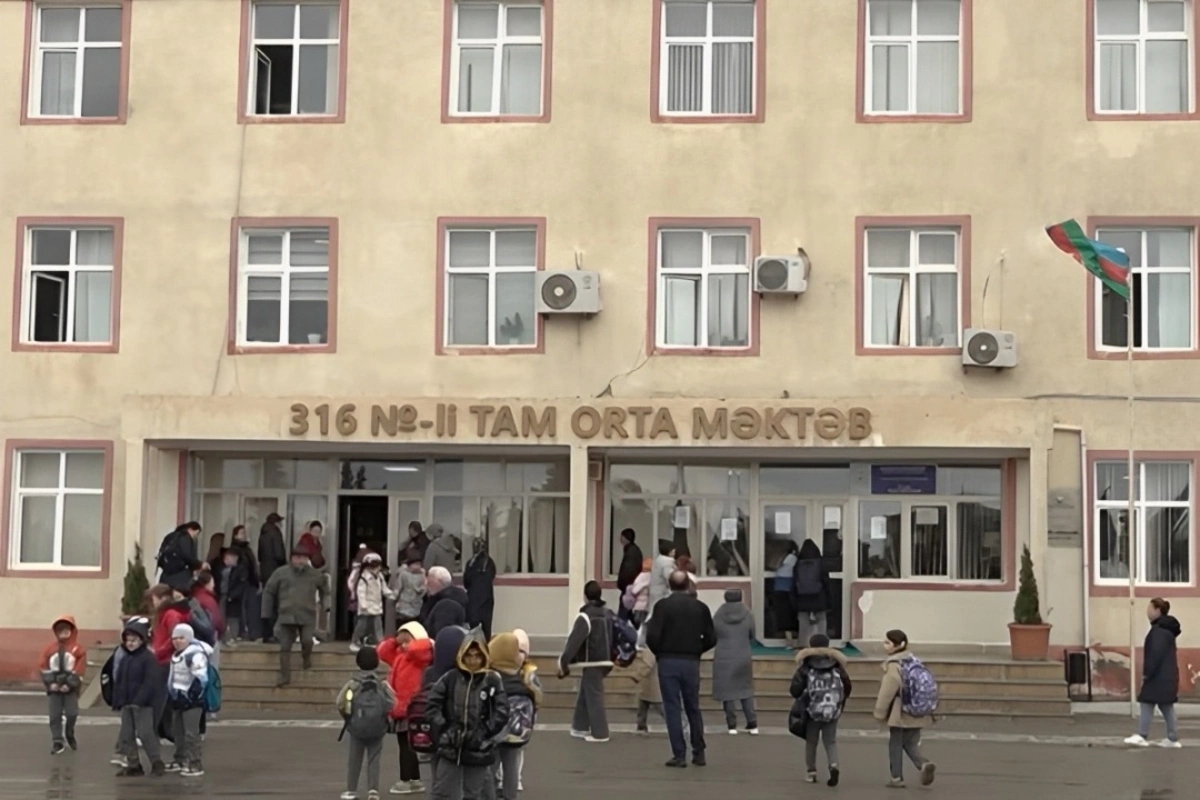 316 №-li TAM ORTA MƏKTƏB